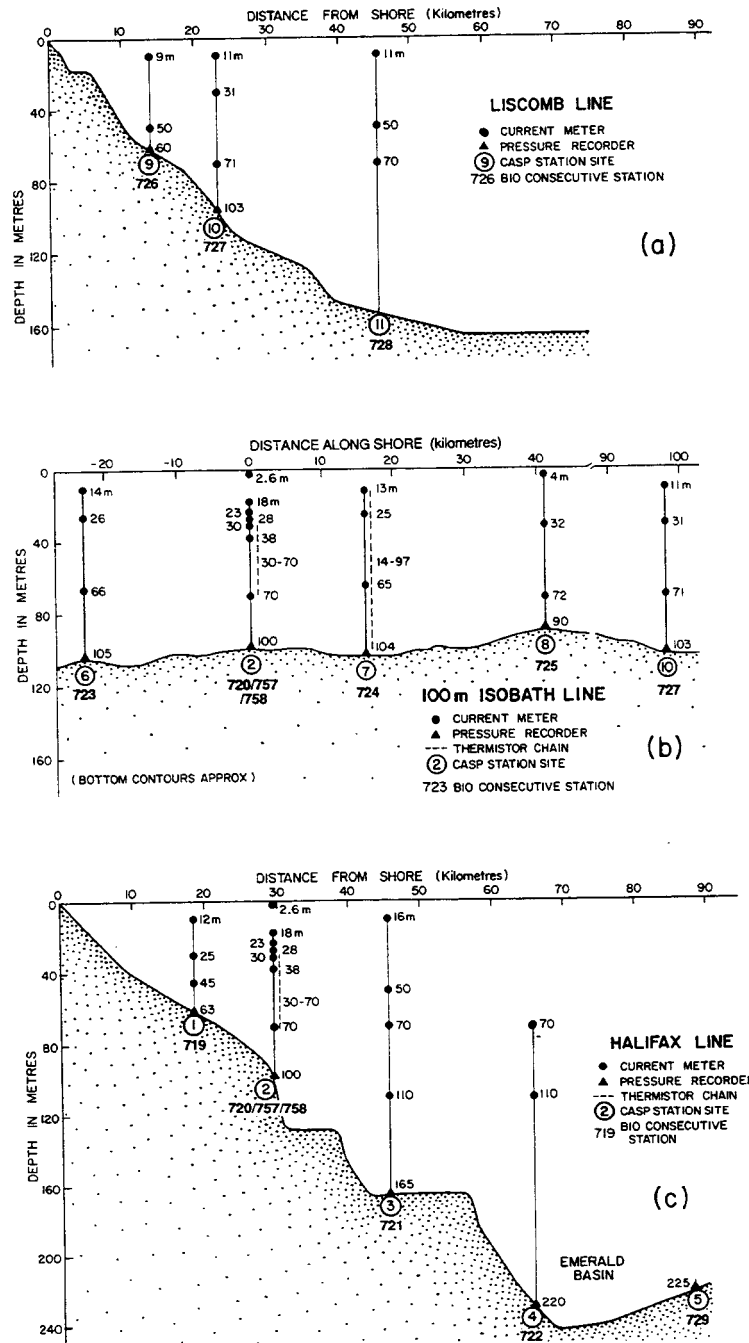 DISTANCE FROM SHORE (Kilometres)
0 10 20 30 40 50 60 70 80 90
DEPTH IN METRES
0
40
80
120
160
9m
50
60
9
726
11m
31
71
103
10
727
11m
50
70
11
728
LISCOMB LINE
CURRENT METER
PRESSURE RECORDER
9 CASP STATION SITE
726 BIO CONSECUTIVE STATION
(a)
DISTANCE ALONG SHORE (kilometres)
-20 -10 0 10 20 30 40 50 90 100
DEPTH IN METRES
0
40
80
120
160
14m
26
66
105
6
723
2.6m
18m
23 28
30 38
30-70
70
100
2
720/757
/758
13m
25
14-97
65
104
7
724
4m
32
72
90
8
725
11m
31
71
103
10
727
100m ISOBATH LINE
CURRENT METER
PRESSURE RECORDER
THERMISTOR CHAIN
2 CASP STATION SITE
723 BIO CONSECUTIVE STATION
(BOTTOM CONTOURS APPROX)
(b)
DISTANCE FROM SHORE (Kilometres)
0 10 20 30 40 50 60 70 80 90
DEPTH IN METRES
0
40
80
120
160
200
240
12m
25
45
63
1
719
2.6m
18m
23 28
30 38
30-70
70
100
2
720/757/758
16m
50
70
110
165
3
721
70
110
220
4
722
EMERALD
BASIN
225
5
729
HALIFAX LINE
CURRENT METER
PRESSURE RECORDER
THERMISTOR CHAIN
2 CASP STATION SITE
719 BIO CONSECUTIVE
STATION
(c)